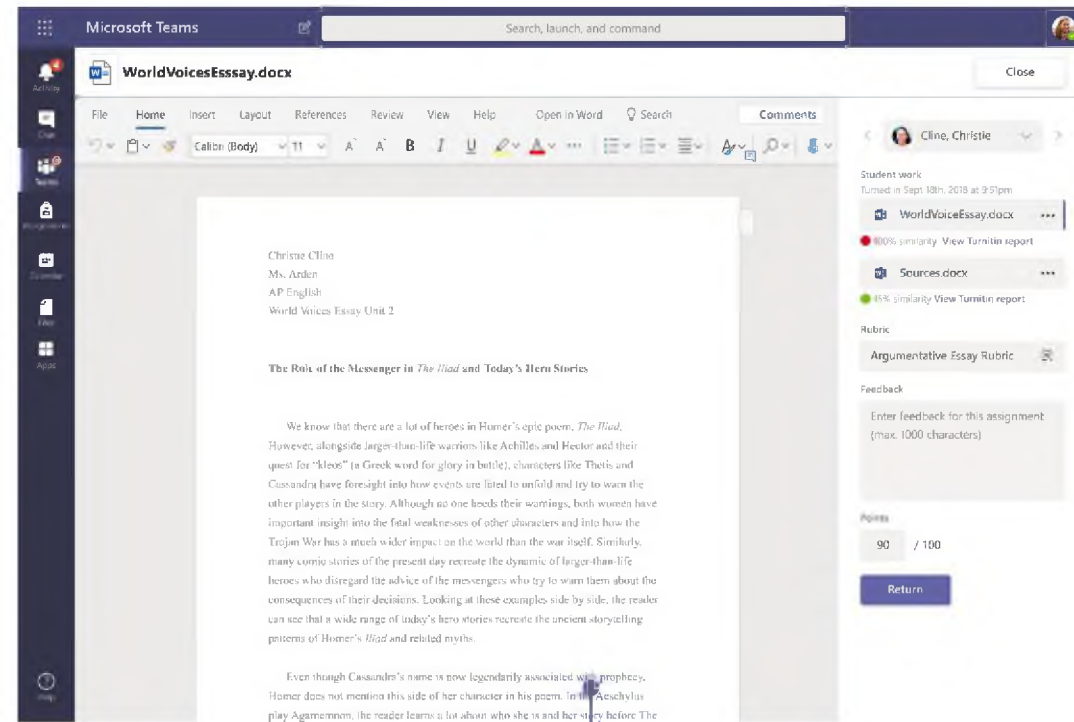 Microsoft Teams
Search, launch, and command
Activity
Chat
Teams
Assignments
Calendar
Files
Apps
Help
WorldVoicesEsssay.docx
Close
File Home Insert Layout References Review View Help Open in Word Search Comments
Calibri (Body) 11 A A B I U A
Christie Cline
Ms. Arden
AP English
World Voices Essay Unit 2
The Role of the Messenger in The Iliad and Today's Hero Stories
We know that there are a lot of heroes in Homer's epic poem, The Iliad.
However, alongside larger-than-life warriors like Achilles and Hector and their
quest for "kleos" (a Greek word for glory in battle), characters like Thetis and
Cassandra have foresight into how events are fated to unfold and try to warn the
other players in the story. Although no one heeds their warnings, both women have
important insight into the fatal weaknesses of other characters and into how the
Trojan War has a much wider impact on the world than the war itself. Similarly,
many comic stories of the present day recreate the dynamic of larger-than-life
heroes who disregard the advice of the messengers who try to warn them about the
consequences of their decisions. Looking at these examples side by side, the reader
can see that a wide range of today's hero stories recreate the ancient storytelling
patterns of Homer's Iliad and related myths.
Even though Cassandra's name is now legendarily associated with prophecy,
Homer does not mention this side of her character in his poem. In the Aeschylus
play Agamemnon, the reader learns a lot about who she is and her story before The
Cline, Christie
Student work
Turned in Sept 18th, 2018 at 9:51pm
WorldVoiceEssay.docx
100% similarity View Turnitin report
Sources.docx
45% similarity View Turnitin report
Rubric
Argumentative Essay Rubric
Feedback
Enter feedback for this assignment
(max. 1000 characters)
Points
90 / 100
Return